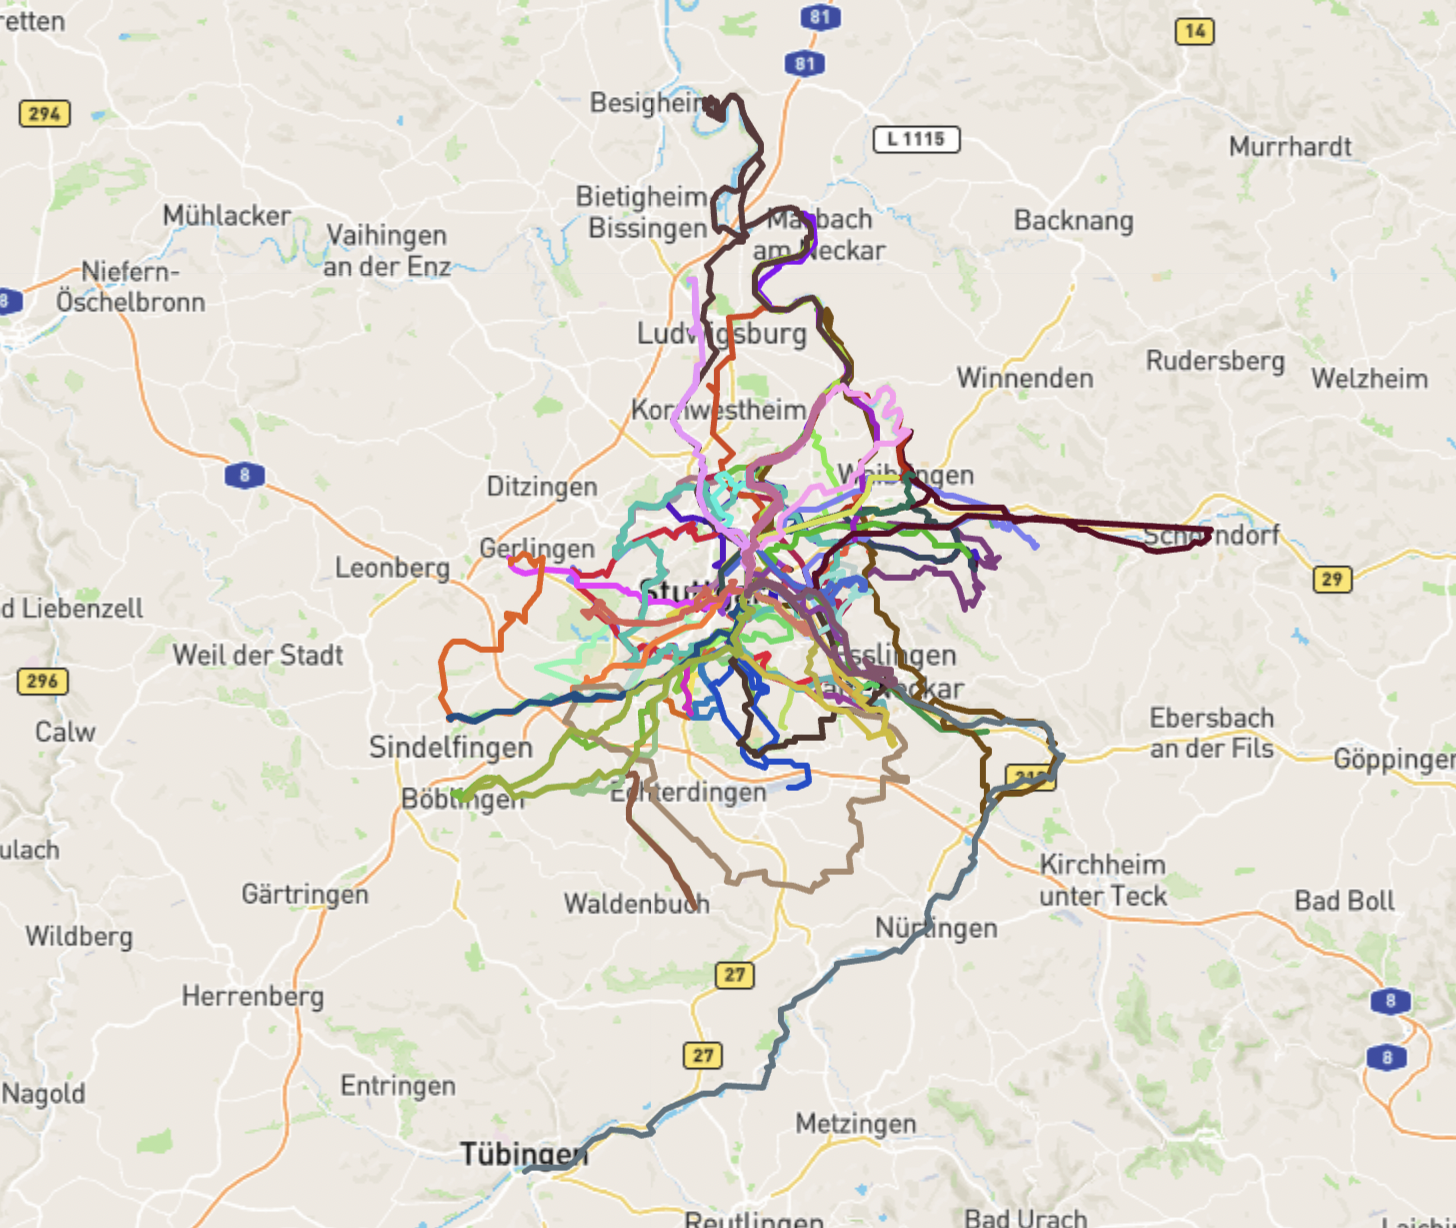 retten
81
14
81
294
Besigheim
L 1115
Murrhardt
Bietigheim
Bissingen
Mühlacker
Marbach
am Neckar
Backnang
Vaihingen
an der Enz
Niefern-
Öschelbronn
8
Ludwigsburg
Rudersberg
Winnenden
Welzheim
Kornwestheim
8
Ditzingen
Waiblingen
Gerlingen
Schorndorf
Leonberg
29
d Liebenzell
Weil der Stadt
Esslingen
am Neckar
296
Calw
Ebersbach
an der Fils
Sindelfingen
Göppingen
Böblingen
Echterdingen
ulach
Kirchheim
unter Teck
Gärtringen
Waldenbuch
Bad Boll
Nürtingen
Wildberg
27
Herrenberg
8
27
8
Entringen
Nagold
Metzingen
Tübingen
Reutlingen
Bad Urach